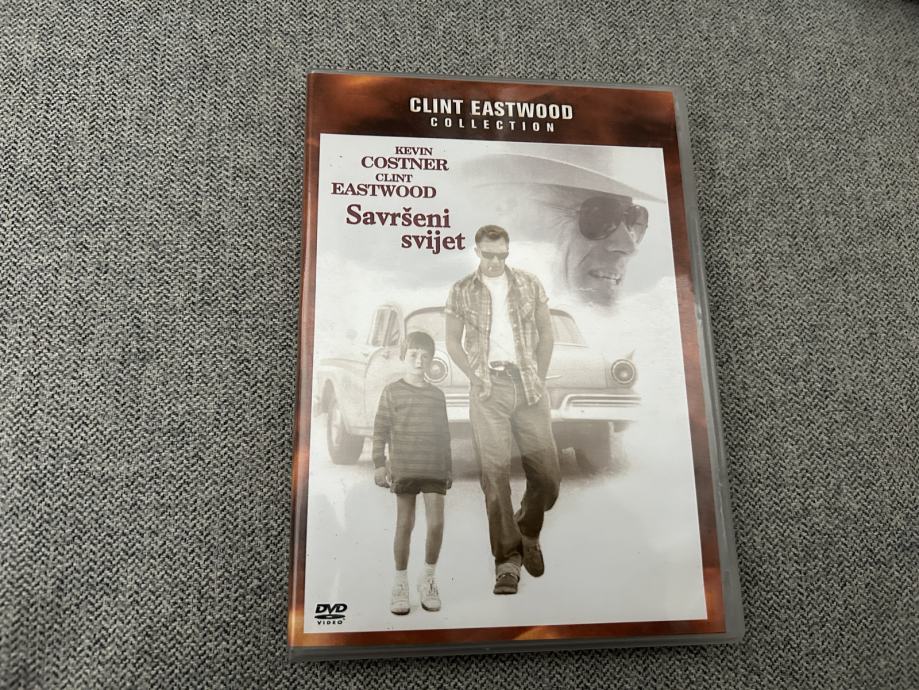 CLINT EASTWOOD
COLLECTION
KEVIN
COSTNER
CLINT
EASTWOOD
Savršeni
svijet
DVD
VIDEO